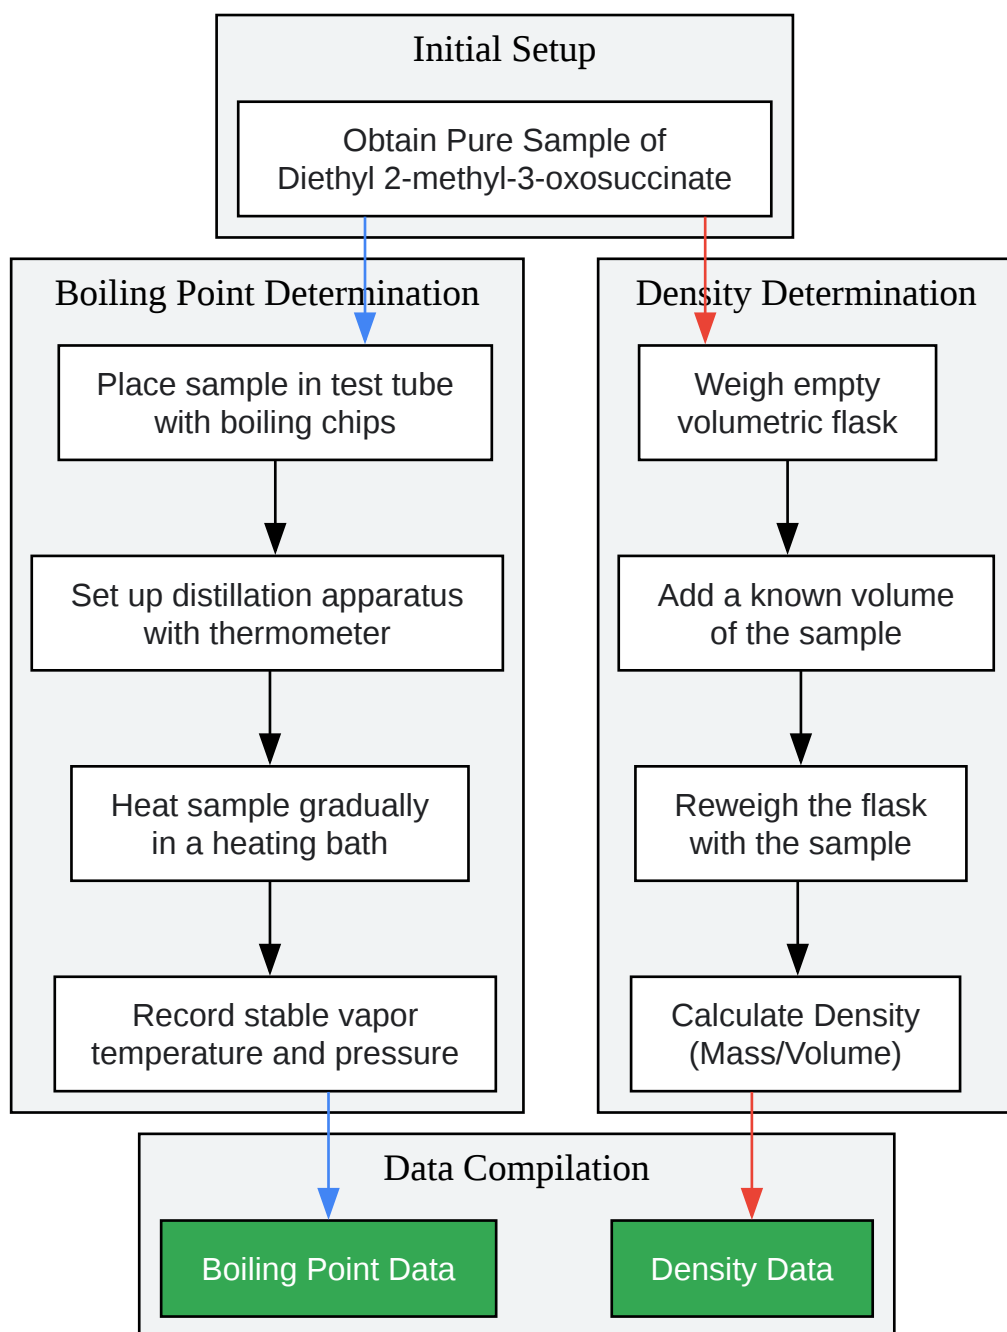 Initial Setup
Obtain Pure Sample of
Diethyl 2-methyl-3-oxosuccinate
Boiling Point Determination
Place sample in test tube
with boiling chips
Set up distillation apparatus
with thermometer
Heat sample gradually
in a heating bath
Record stable vapor
temperature and pressure
Density Determination
Weigh empty
volumetric flask
Add a known volume
of the sample
Reweigh the flask
with the sample
Calculate Density
(Mass/Volume)
Data Compilation
Boiling Point Data
Density Data